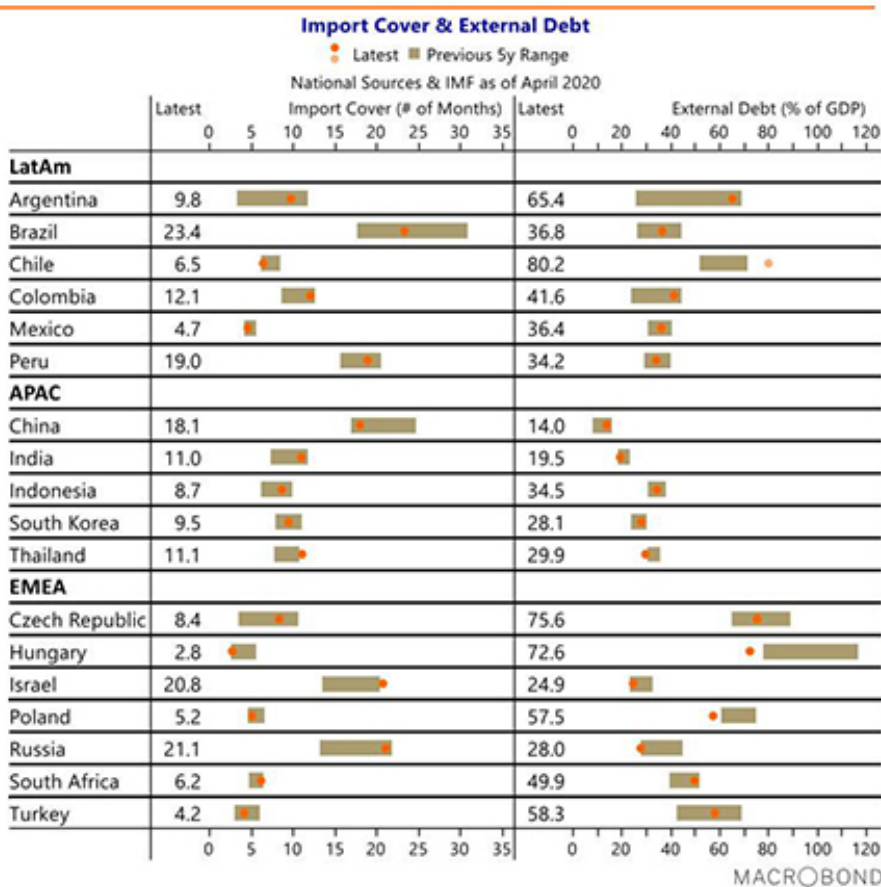 Import Cover & External Debt
Latest Previous 5y Range
National Sources & IMF as of April 2020
Latest Import Cover (# of Months) Latest External Debt (% of GDP)
0 5 10 15 20 25 30 35 0 20 40 60 80 100 120
LatAm
Argentina 9.8 65.4
Brazil 23.4 36.8
Chile 6.5 80.2
Colombia 12.1 41.6
Mexico 4.7 36.4
Peru 19.0 34.2
APAC
China 18.1 14.0
India 11.0 19.5
Indonesia 8.7 34.5
South Korea 9.5 28.1
Thailand 11.1 29.9
EMEA
Czech Republic 8.4 75.6
Hungary 2.8 72.6
Israel 20.8 24.9
Poland 5.2 57.5
Russia 21.1 28.0
South Africa 6.2 49.9
Turkey 4.2 58.3
0 5 10 15 20 25 30 35 0 20 40 60 80 100 120
MACROBOND